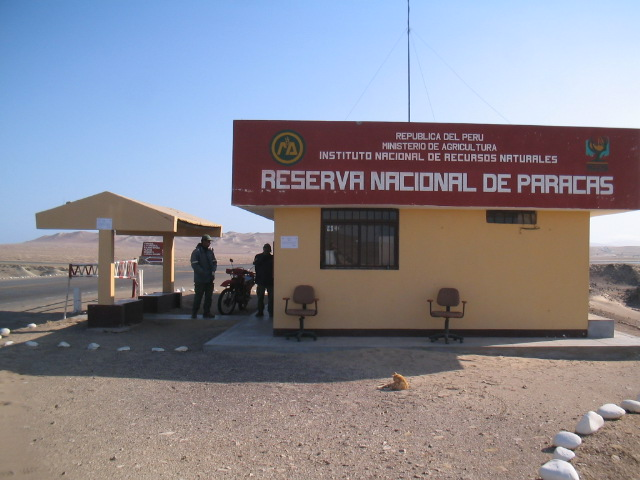 REPUBLICA DEL PERU
MINISTERIO DE AGRICULTURA
INSTITUTO NACIONAL DE RECURSOS NATURALES
RESERVA NACIONAL DE PARACAS